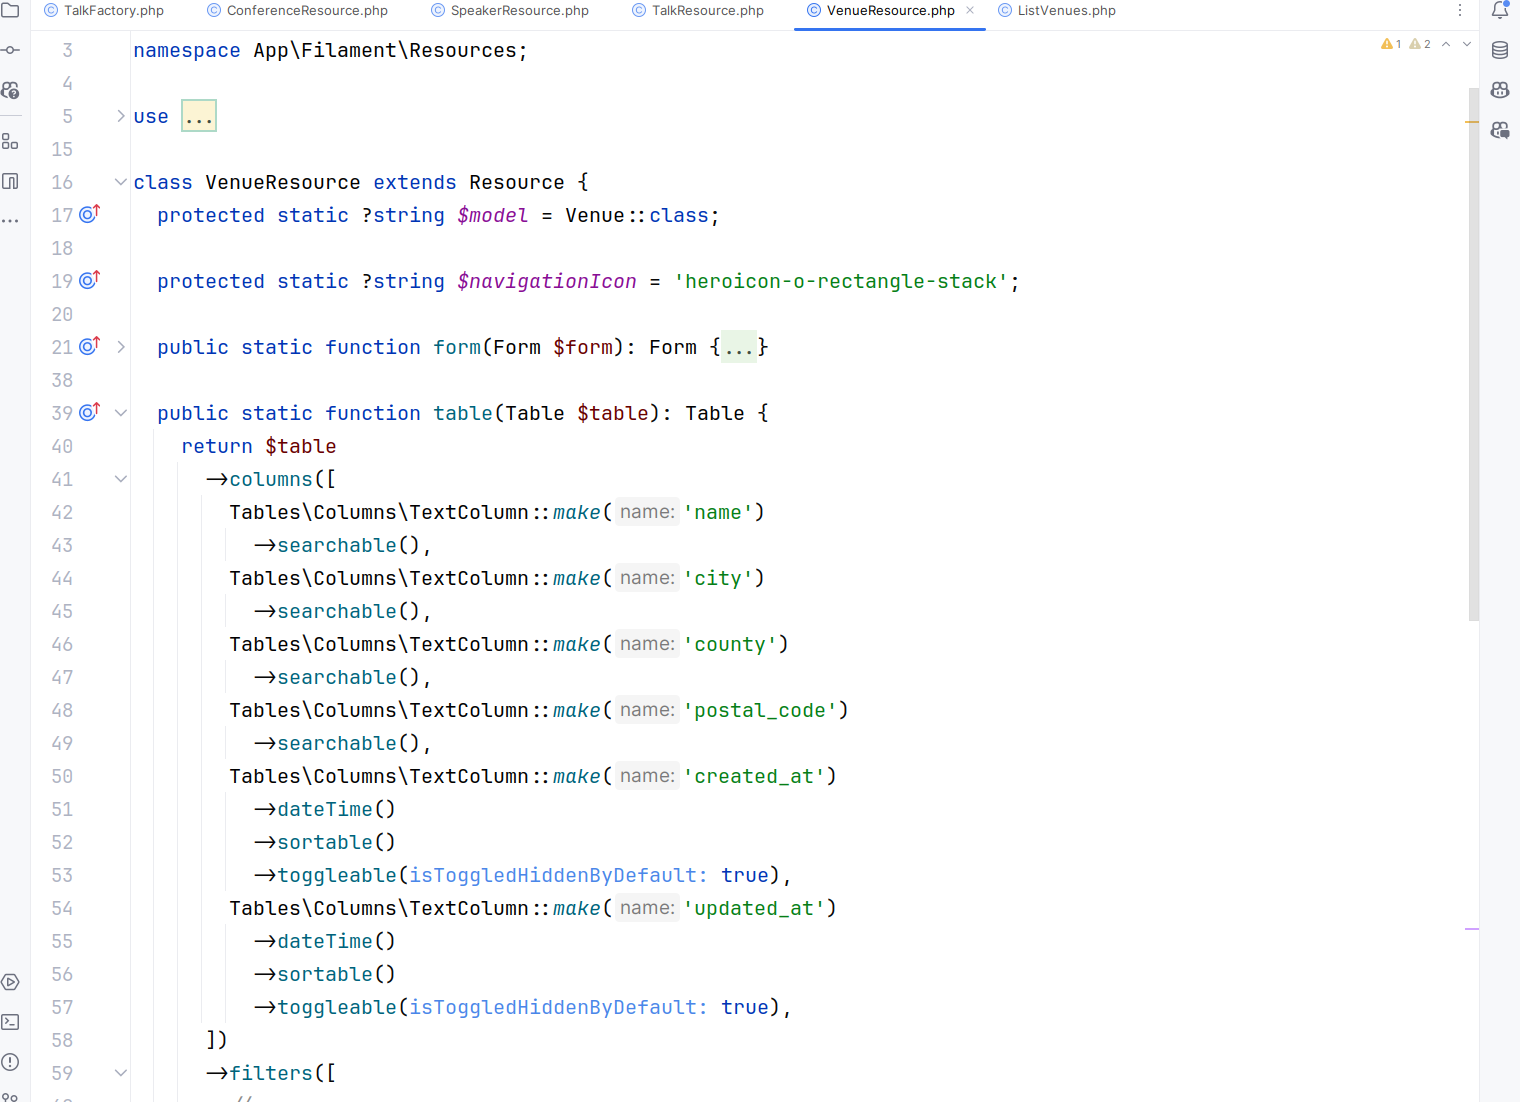 TalkFactory.php ConferenceResource.php SpeakerResource.php TalkResource.php VenueResource.php ListVenues.php
1 2
3 namespace App\Filament\Resources;
4
5 use ...
15
16 class VenueResource extends Resource {
17 protected static ?string $model = Venue::class;
18
19 protected static ?string $navigationIcon = 'heroicon-o-rectangle-stack';
20
21 public static function form(Form $form): Form {...}
38
39 public static function table(Table $table): Table {
40 return $table
41 ->columns([
42 Tables\Columns\TextColumn::make( name: 'name')
43 ->searchable(),
44 Tables\Columns\TextColumn::make( name: 'city')
45 ->searchable(),
46 Tables\Columns\TextColumn::make( name: 'county')
47 ->searchable(),
48 Tables\Columns\TextColumn::make( name: 'postal_code')
49 ->searchable(),
50 Tables\Columns\TextColumn::make( name: 'created_at')
51 ->dateTime()
52 ->sortable()
53 ->toggleable(isToggledHiddenByDefault: true),
54 Tables\Columns\TextColumn::make( name: 'updated_at')
55 ->dateTime()
56 ->sortable()
57 ->toggleable(isToggledHiddenByDefault: true),
58 ])
59 ->filters([
//